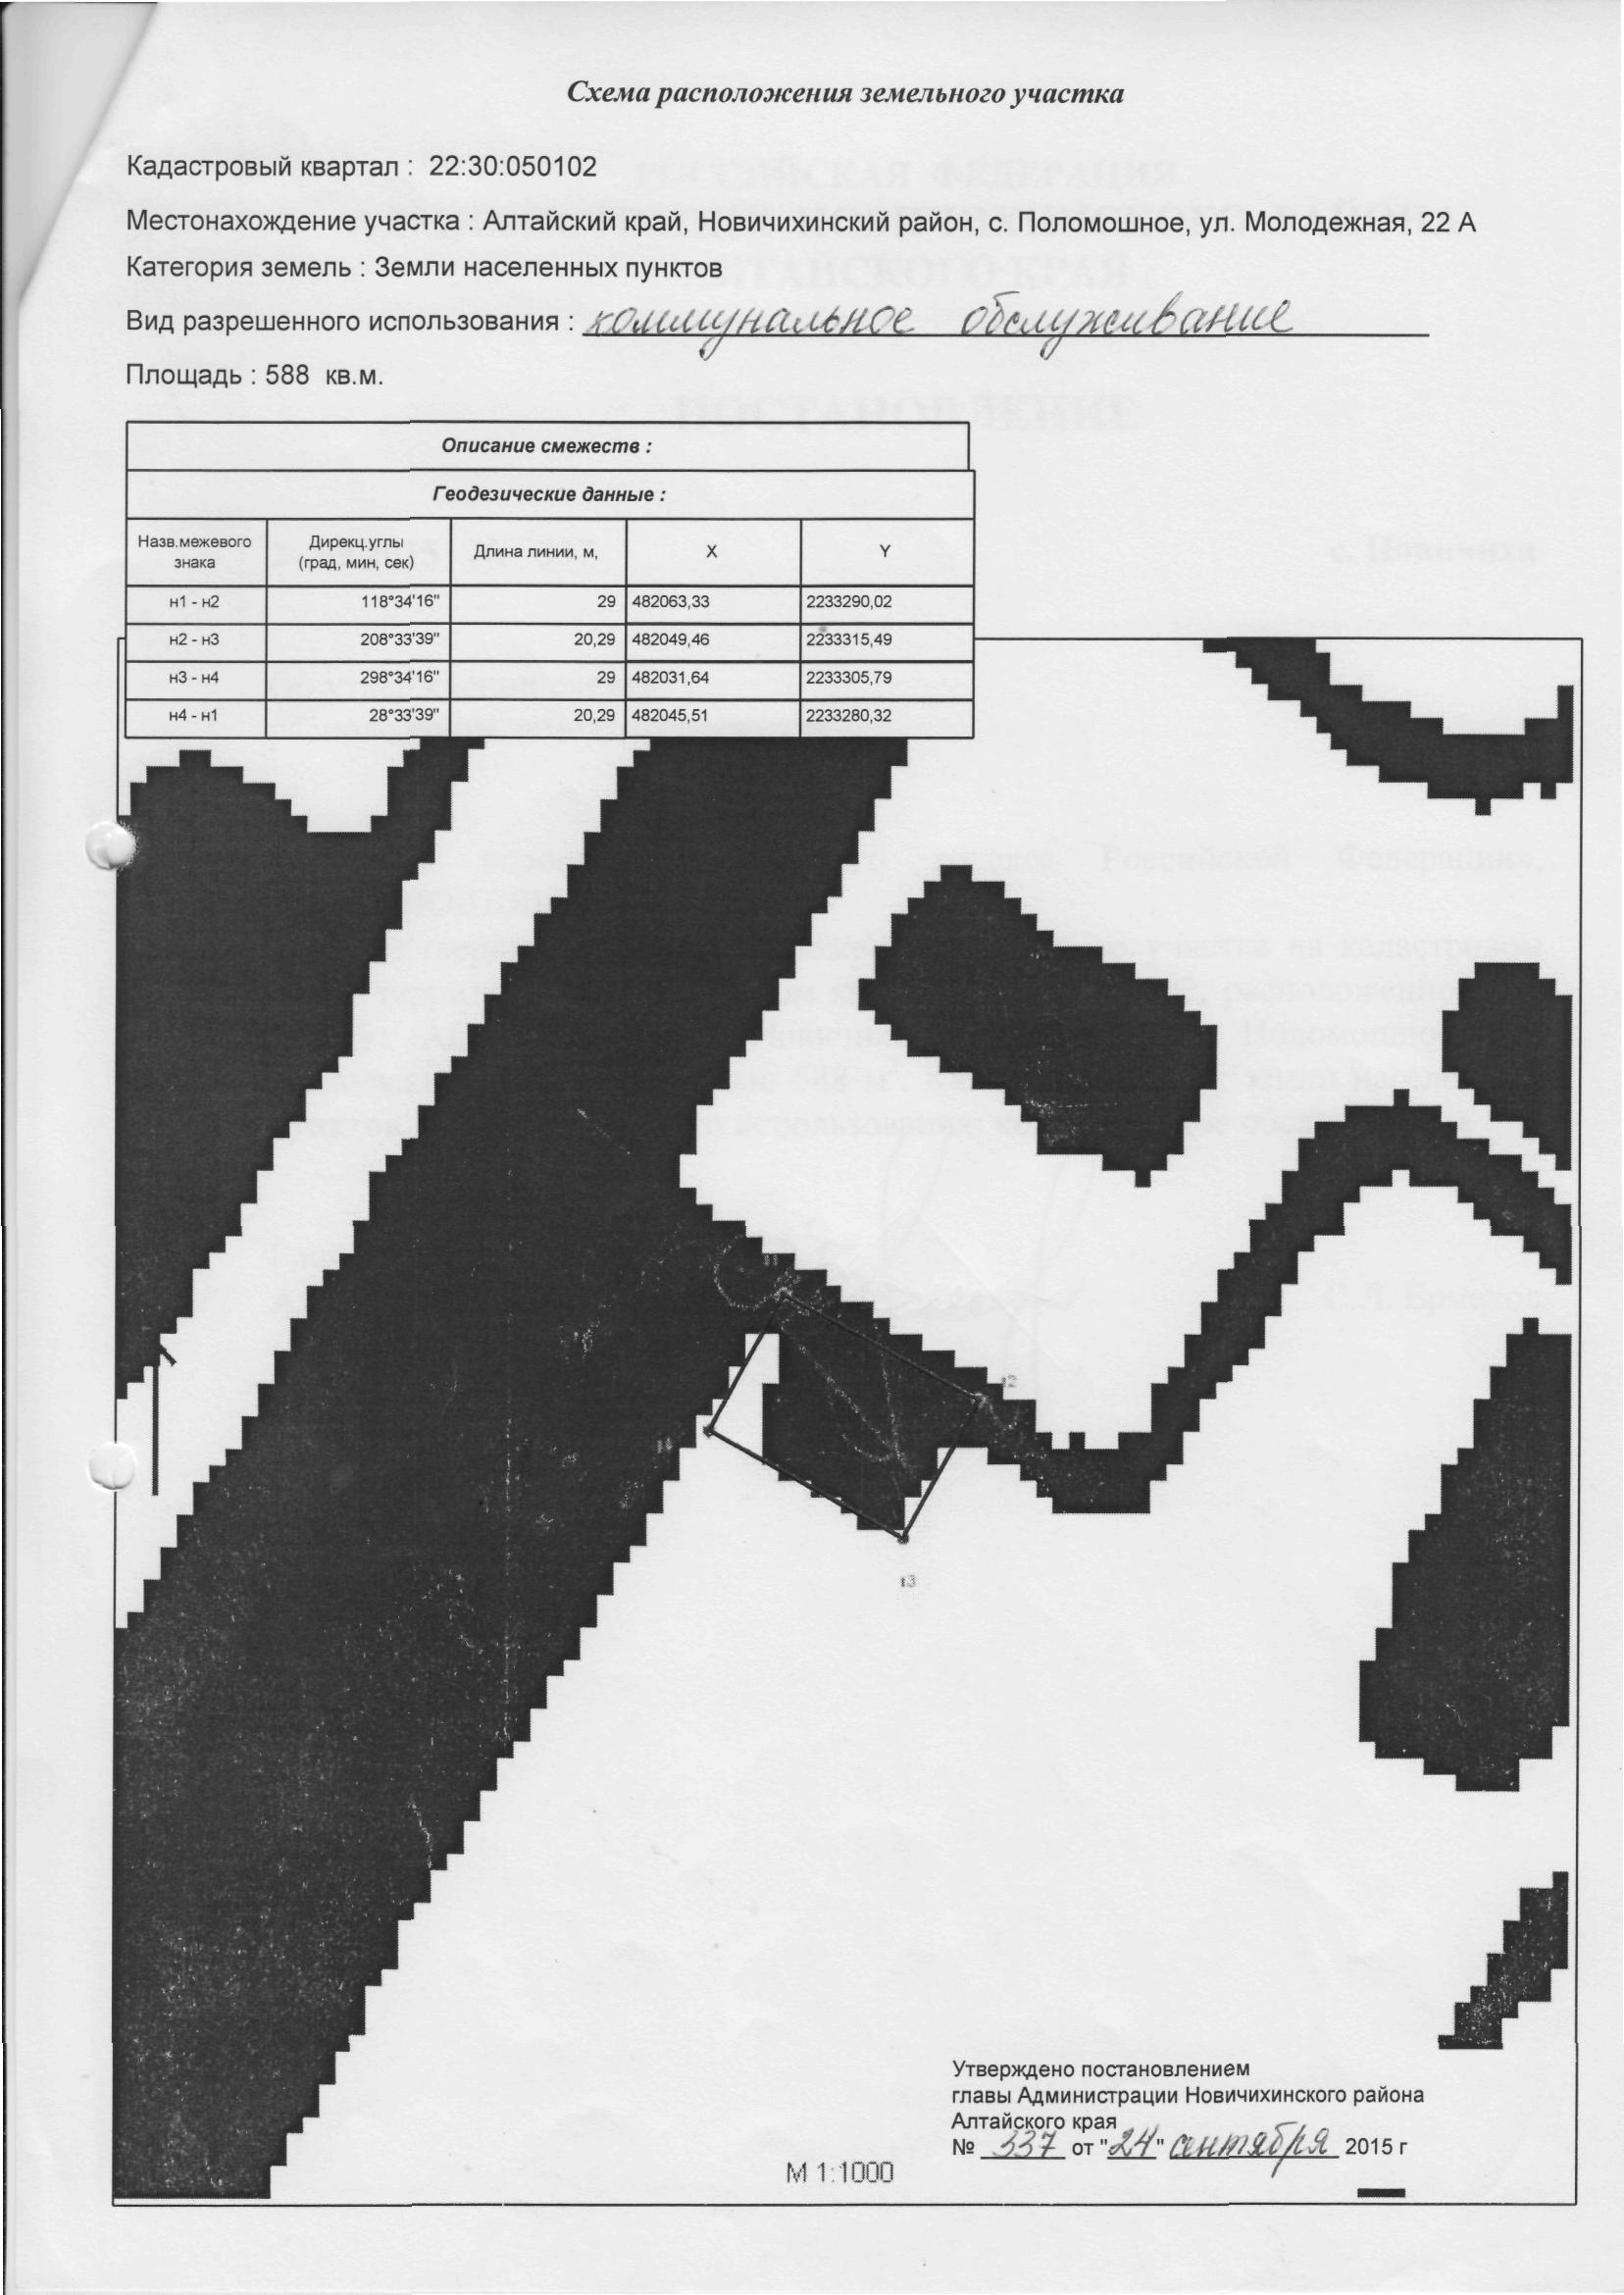 Схема расположения земельного участка
Кадастровый квартал : 22:30:050102
Местонахождение участка : Алтайский край, Новичихинский район, с. Поломошное, ул. Молодежная, 22 А
Категория земель : Земли населенных пунктов
Вид разрешенного использования : коммунальное обслуживание
Площадь : 588 кв.м.
Описание смежеств :
Геодезические данные :
Назв.межевого знака Дирекц.углы (град, мин, сек) Длина линии, м, X Y
н1 - н2 118°34'16" 29 482063,33 2233290,02
н2 - н3 208°33'39" 20,29 482049,46 2233315,49
н3 - н4 298°34'16" 29 482031,64 2233305,79
н4 - н1 28°33'39" 20,29 482045,51 2233280,32
Утверждено постановлением
главы Администрации Новичихинского района
Алтайского края
№ 337 от "24" сентября 2015 г
М 1:1000